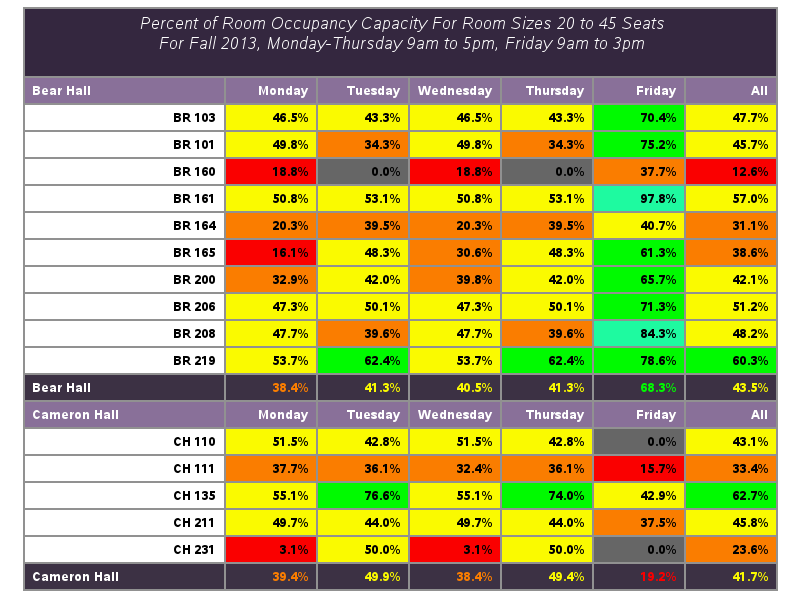 Percent of Room Occupancy Capacity For Room Sizes 20 to 45 Seats
For Fall 2013, Monday-Thursday 9am to 5pm, Friday 9am to 3pm
Bear Hall Monday Tuesday Wednesday Thursday Friday All
BR 103 46.5% 43.3% 46.5% 43.3% 70.4% 47.7%
BR 101 49.8% 34.3% 49.8% 34.3% 75.2% 45.7%
BR 160 18.8% 0.0% 18.8% 0.0% 37.7% 12.6%
BR 161 50.8% 53.1% 50.8% 53.1% 97.8% 57.0%
BR 164 20.3% 39.5% 20.3% 39.5% 40.7% 31.1%
BR 165 16.1% 48.3% 30.6% 48.3% 61.3% 38.6%
BR 200 32.9% 42.0% 39.8% 42.0% 65.7% 42.1%
BR 206 47.3% 50.1% 47.3% 50.1% 71.3% 51.2%
BR 208 47.7% 39.6% 47.7% 39.6% 84.3% 48.2%
BR 219 53.7% 62.4% 53.7% 62.4% 78.6% 60.3%
Bear Hall 38.4% 41.3% 40.5% 41.3% 68.3% 43.5%
Cameron Hall Monday Tuesday Wednesday Thursday Friday All
CH 110 51.5% 42.8% 51.5% 42.8% 0.0% 43.1%
CH 111 37.7% 36.1% 32.4% 36.1% 15.7% 33.4%
CH 135 55.1% 76.6% 55.1% 74.0% 42.9% 62.7%
CH 211 49.7% 44.0% 49.7% 44.0% 37.5% 45.8%
CH 231 3.1% 50.0% 3.1% 50.0% 0.0% 23.6%
Cameron Hall 39.4% 49.9% 38.4% 49.4% 19.2% 41.7%